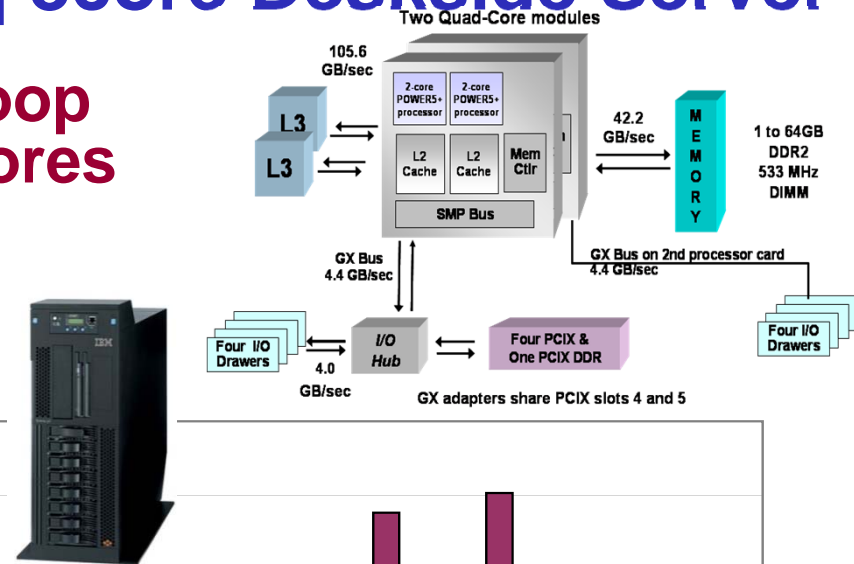 Deskside Server
Two Quad-Core modules
105.6
GB/sec
2-core
POWER5+
processor
2-core
POWER5+
processor
L3
L3
L2
Cache
L2
Cache
Mem
Ctlr
SMP Bus
42.2
GB/sec
MEMORY
1 to 64GB
DDR2
533 MHz
DIMM
GX Bus
4.4 GB/sec
GX Bus on 2nd processor card
4.4 GB/sec
Four I/O
Drawers
4.0
GB/sec
I/O
Hub
Four PCIX &
One PCIX DDR
Four I/O
Drawers
GX adapters share PCIX slots 4 and 5
IBM